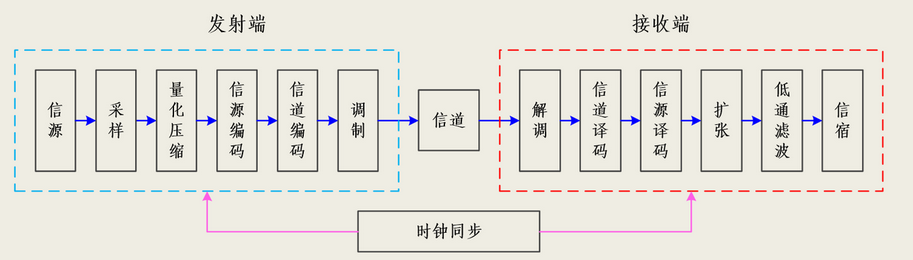 发射端
接收端
信源
采样
量化压缩
信源编码
信道编码
调制
信道
解调
信道译码
信源译码
扩张
低通滤波
信宿
时钟同步